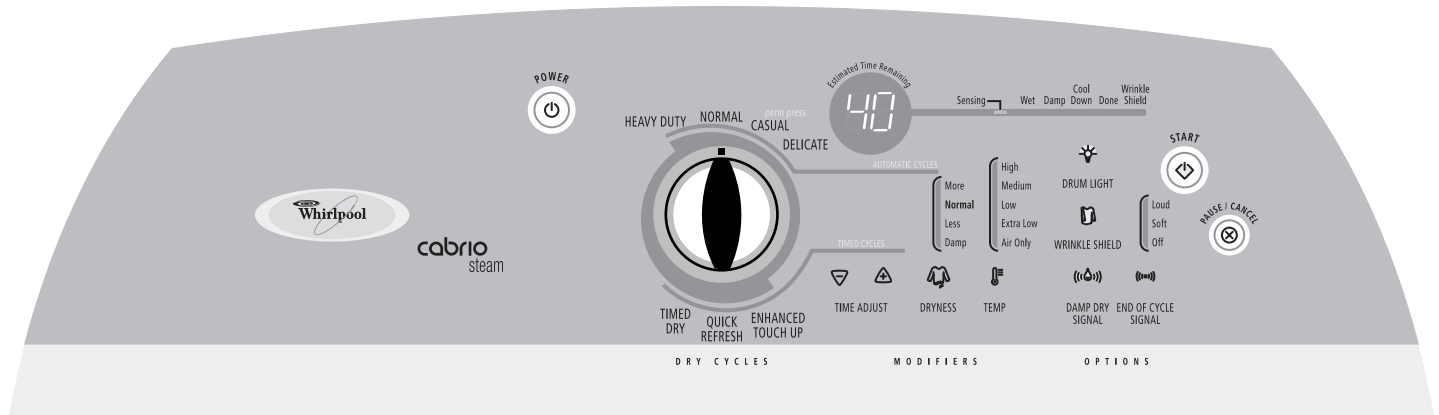 POWER
Whirlpool
cabrio
steam
HEAVY DUTY
NORMAL
perm press
CASUAL
DELICATE
AUTOMATIC CYCLES
TIMED CYCLES
TIMED
DRY
QUICK
REFRESH
ENHANCED
TOUCH UP
Estimated Time Remaining
40
Sensing
Wet
Damp
Cool
Down
Done
Wrinkle
Shield
More
Normal
Less
Damp
High
Medium
Low
Extra Low
Air Only
DRUM LIGHT
WRINKLE SHIELD
Loud
Soft
Off
START
PAUSE / CANCEL
TIME ADJUST
DRYNESS
TEMP
DAMP DRY
SIGNAL
END OF CYCLE
SIGNAL
DRY CYCLES
MODIFIERS
OPTIONS